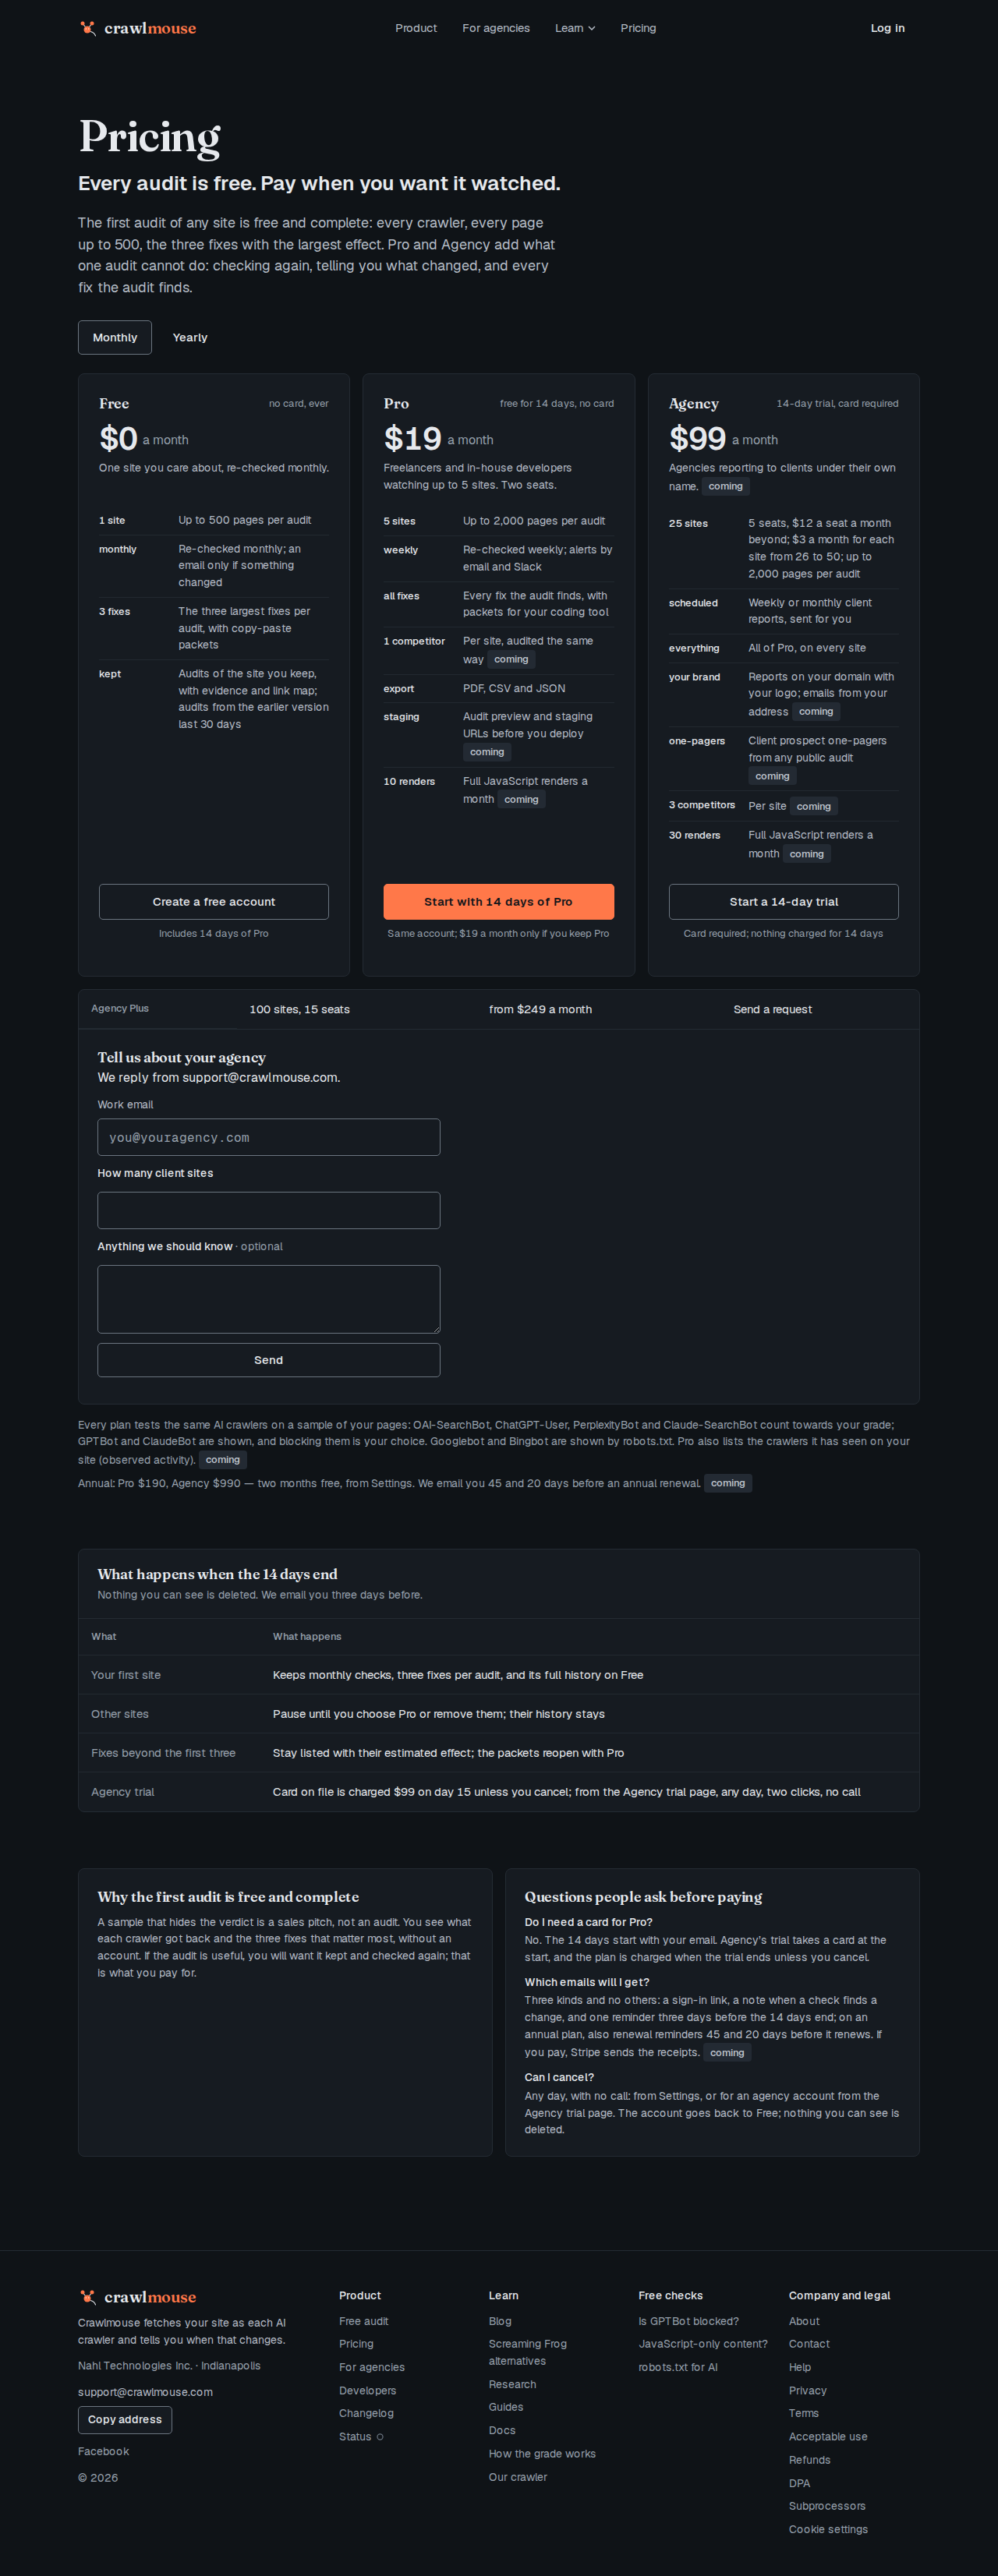 crawlmouse
Product
For agencies
Learn
Pricing
Log in
Pricing
Every audit is free. Pay when you want it watched.
The first audit of any site is free and complete: every crawler, every page
up to 500, the three fixes with the largest effect. Pro and Agency add what
one audit cannot do: checking again, telling you what changed, and every
fix the audit finds.
Monthly
Yearly
Free
no card, ever
$0 a month
One site you care about, re-checked monthly.
1 site
Up to 500 pages per audit
monthly
Re-checked monthly; an
email only if something
changed
3 fixes
The three largest fixes per
audit, with copy-paste
packets
kept
Audits of the site you keep,
with evidence and link map;
audits from the earlier version
last 30 days
Create a free account
Includes 14 days of Pro
Pro
free for 14 days, no card
$19 a month
Freelancers and in-house developers
watching up to 5 sites. Two seats.
5 sites
Up to 2,000 pages per audit
weekly
Re-checked weekly; alerts by
email and Slack
all fixes
Every fix the audit finds, with
packets for your coding tool
1 competitor
Per site, audited the same
way coming
export
PDF, CSV and JSON
staging
Audit preview and staging
URLs before you deploy
coming
10 renders
Full JavaScript renders a
month coming
Start with 14 days of Pro
Same account; $19 a month only if you keep Pro
Agency
14-day trial, card required
$99 a month
Agencies reporting to clients under their own
name. coming
25 sites
5 seats, $12 a seat a month
beyond; $3 a month for each
site from 26 to 50; up to
2,000 pages per audit
scheduled
Weekly or monthly client
reports, sent for you
everything
All of Pro, on every site
your brand
Reports on your domain with
your logo; emails from your
address coming
one-pagers
Client prospect one-pagers
from any public audit
coming
3 competitors
Per site coming
30 renders
Full JavaScript renders a
month coming
Start a 14-day trial
Card required; nothing charged for 14 days
Agency Plus
100 sites, 15 seats
from $249 a month
Send a request
Tell us about your agency
We reply from support@crawlmouse.com.
Work email
you@youragency.com
How many client sites
Anything we should know · optional
Send
Every plan tests the same AI crawlers on a sample of your pages: OAI-SearchBot, ChatGPT-User, PerplexityBot and Claude-SearchBot count towards your grade;
GPTBot and ClaudeBot are shown, and blocking them is your choice. Googlebot and Bingbot are shown by robots.txt. Pro also lists the crawlers it has seen on your
site (observed activity). coming
Annual: Pro $190, Agency $990 — two months free, from Settings. We email you 45 and 20 days before an annual renewal. coming
What happens when the 14 days end
Nothing you can see is deleted. We email you three days before.
What
What happens
Your first site
Keeps monthly checks, three fixes per audit, and its full history on Free
Other sites
Pause until you choose Pro or remove them; their history stays
Fixes beyond the first three
Stay listed with their estimated effect; the packets reopen with Pro
Agency trial
Card on file is charged $99 on day 15 unless you cancel; from the Agency trial page, any day, two clicks, no call
Why the first audit is free and complete
A sample that hides the verdict is a sales pitch, not an audit. You see what
each crawler got back and the three fixes that matter most, without an
account. If the audit is useful, you will want it kept and checked again; that
is what you pay for.
Questions people ask before paying
Do I need a card for Pro?
No. The 14 days start with your email. Agency's trial takes a card at the
start, and the plan is charged when the trial ends unless you cancel.
Which emails will I get?
Three kinds and no others: a sign-in link, a note when a check finds a
change, and one reminder three days before the 14 days end; on an
annual plan, also renewal reminders 45 and 20 days before it renews. If
you pay, Stripe sends the receipts. coming
Can I cancel?
Any day, with no call: from Settings, or for an agency account from the
Agency trial page. The account goes back to Free; nothing you can see is
deleted.
crawlmouse
Crawlmouse fetches your site as each AI
crawler and tells you when that changes.
Nahl Technologies Inc. · Indianapolis
support@crawlmouse.com
Copy address
Facebook
© 2026
Product
Free audit
Pricing
For agencies
Developers
Changelog
Status
Learn
Blog
Screaming Frog
alternatives
Research
Guides
Docs
How the grade works
Our crawler
Free checks
Is GPTBot blocked?
JavaScript-only content?
robots.txt for AI
Company and legal
About
Contact
Help
Privacy
Terms
Acceptable use
Refunds
DPA
Subprocessors
Cookie settings